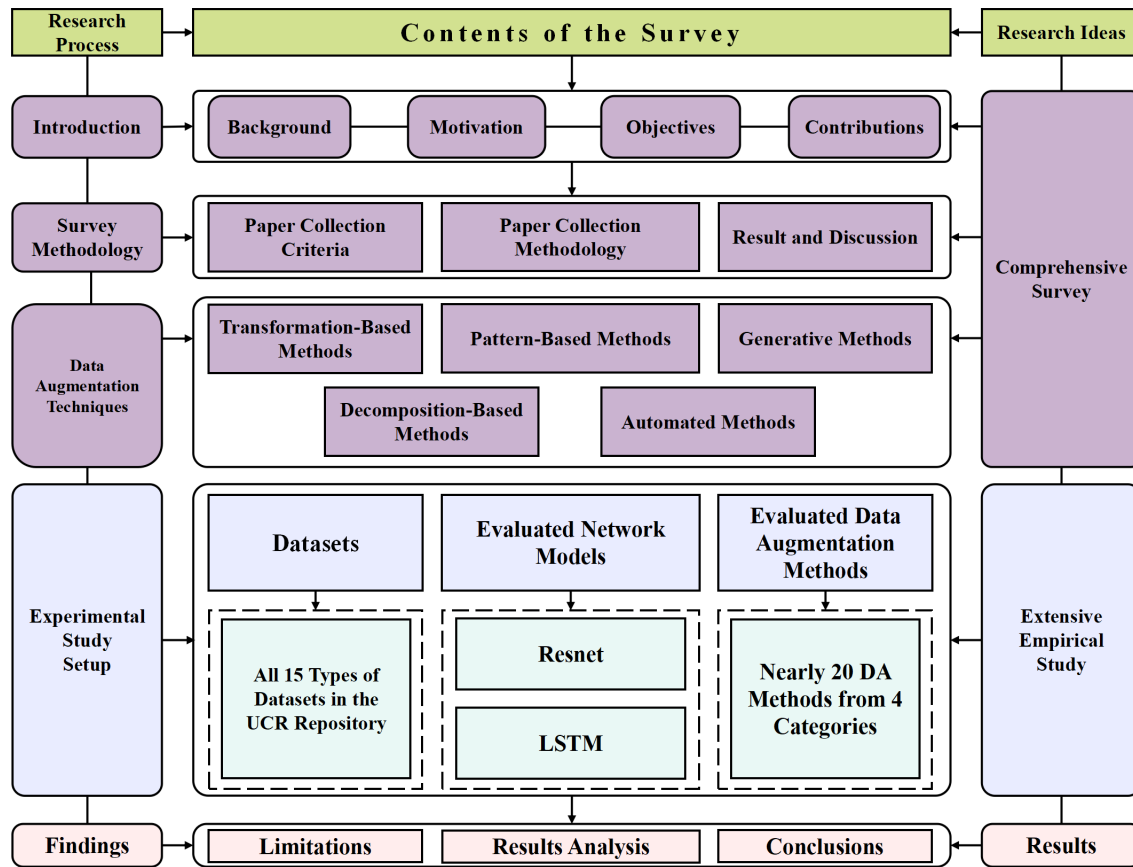 Research
Process
Contents of the Survey
Research Ideas
Introduction
Background
Motivation
Objectives
Contributions
Survey
Methodology
Paper Collection
Criteria
Paper Collection
Methodology
Result and Discussion
Comprehensive
Survey
Data
Augmentation
Techniques
Transformation-Based
Methods
Pattern-Based Methods
Generative Methods
Decomposition-Based
Methods
Automated Methods
Experimental
Study
Setup
Datasets
Evaluated Network
Models
Evaluated Data
Augmentation
Methods
All 15 Types of
Datasets in the
UCR Repository
Resnet
LSTM
Nearly 20 DA
Methods from 4
Categories
Extensive
Empirical
Study
Findings
Limitations
Results Analysis
Conclusions
Results